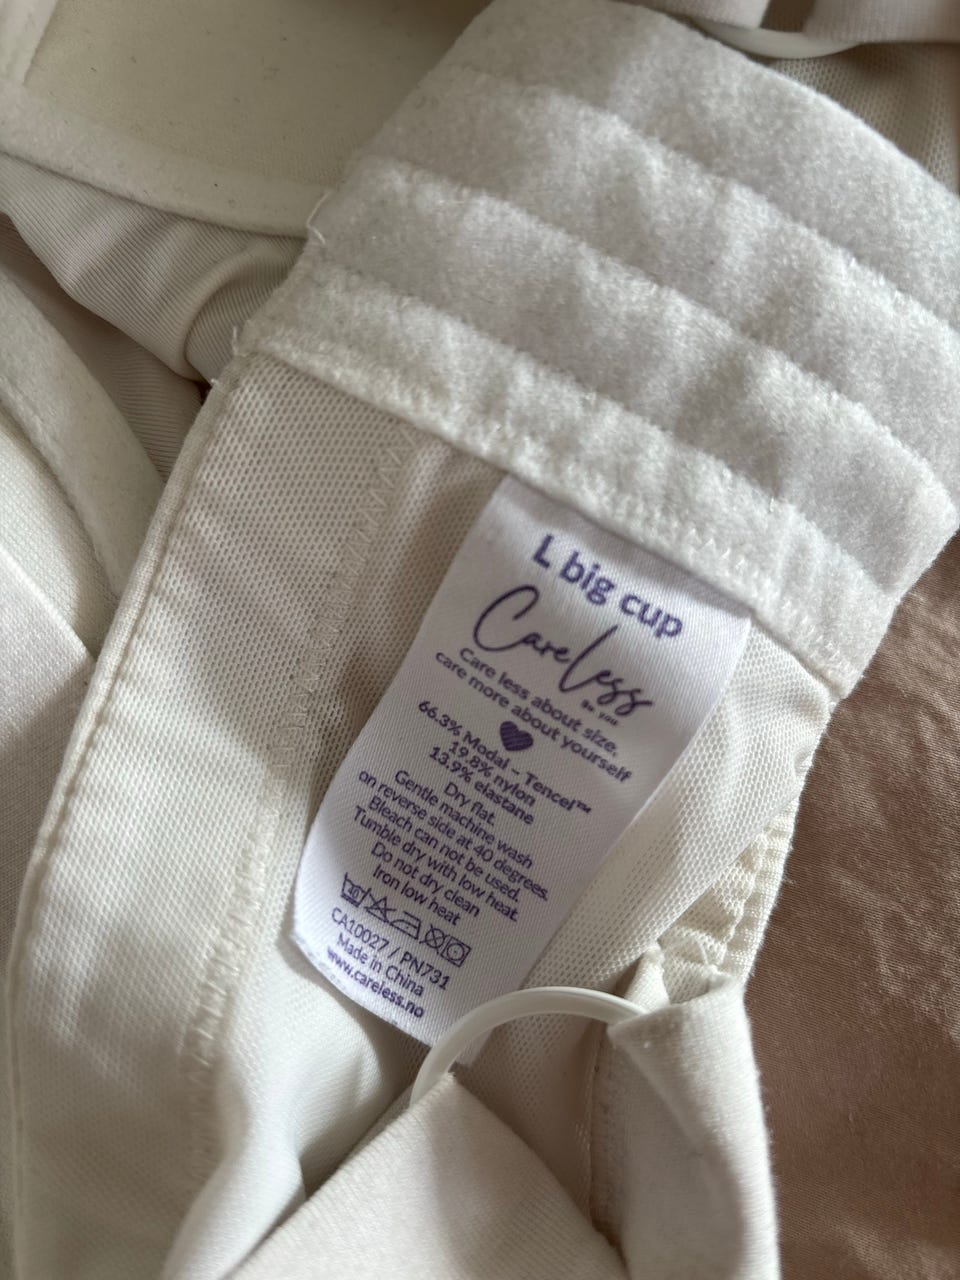 L big cup
CareLess
Be you
Care less about size,
care more about yourself
66.3% Modal – Tencel™
19.8% nylon
13.9% elastane
Dry flat.
Gentle machine wash
on reverse side at 40 degrees.
Bleach can not be used.
Tumble dry with low heat.
Do not dry clean
Iron low heat
40
CA10027 / PN731
Made in China
www.careless.no